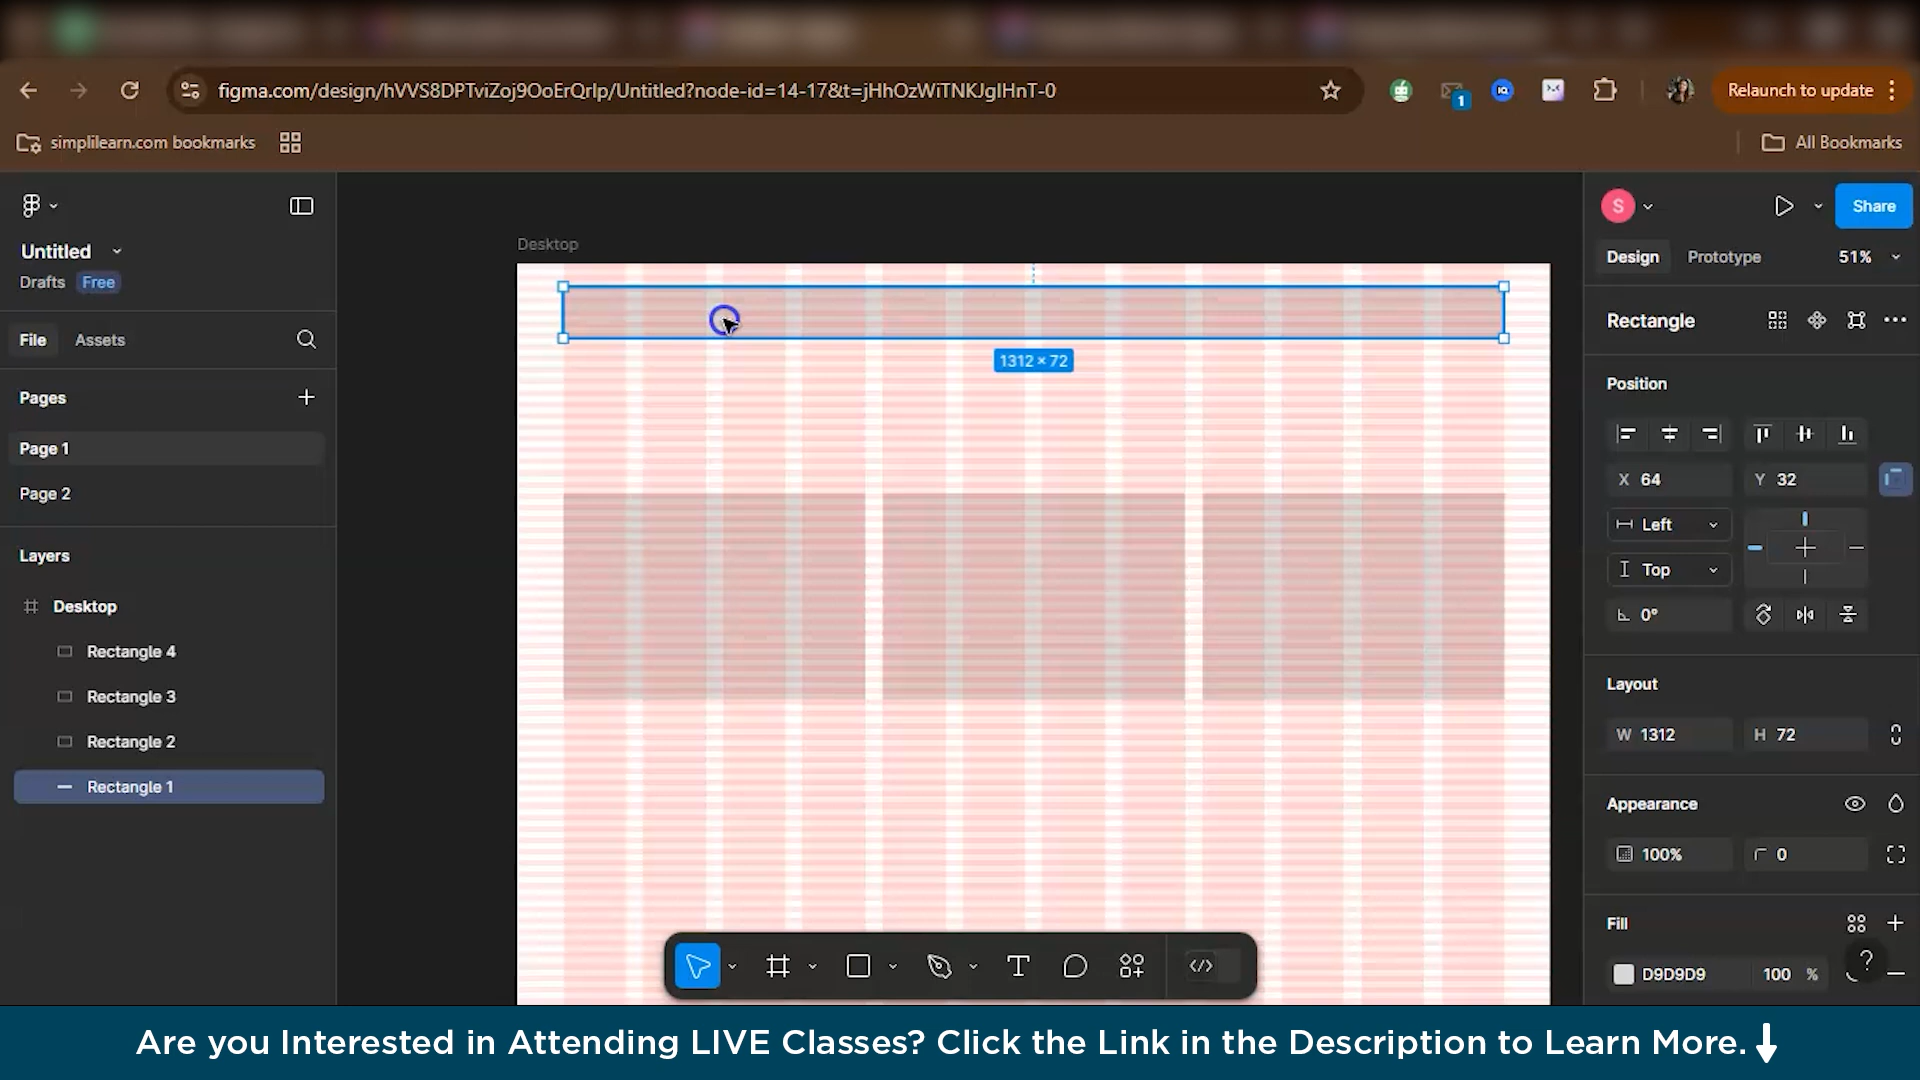 figma.com/design/hVVS8DPTviZoj9OoErQrIp/Untitled?node-id=14-17&t=jHhOzWiTNKJgIHnT-0
1
Relaunch to update
simplilearn.com bookmarks
All Bookmarks
S
Share
Untitled
Drafts Free
Design Prototype 51%
Desktop
File Assets
Rectangle
1312 × 72
Pages
Position
Page 1
X 64 Y 32
Page 2
Left
Layers
Top
Desktop
0°
Rectangle 4
Layout
Rectangle 3
W 1312 H 72
Rectangle 2
Rectangle 1
Appearance
100% 0
Fill
D9D9D9 100 %
?
Are you Interested in Attending LIVE Classes? Click the Link in the Description to Learn More.